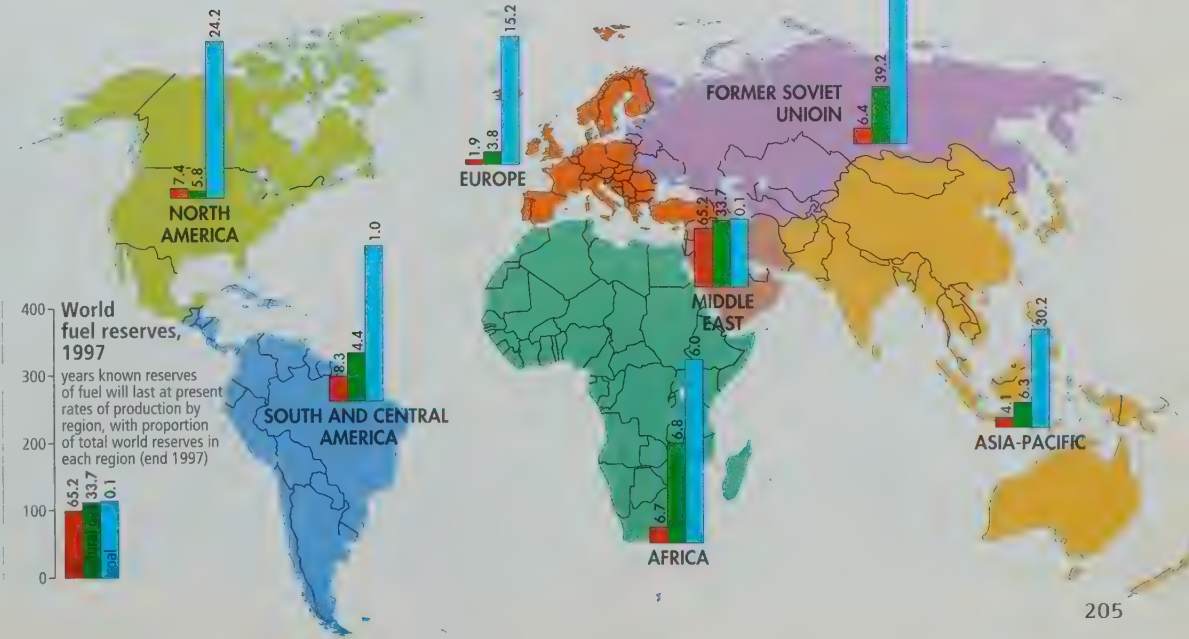 24.2
7.4
5.8
NORTH
AMERICA
15.2
1.9
3.8
EUROPE
FORMER SOVIET
UNIOIN
6.4
39.2
65.2
33.7
0.1
MIDDLE
EAST
1.0
8.3
4.4
SOUTH AND CENTRAL
AMERICA
6.0
6.7
6.8
AFRICA
30.2
4.1
6.3
ASIA-PACIFIC
World
fuel reserves,
1997
years known reserves
of fuel will last at present
rates of production by
region, with proportion
of total world reserves in
each region (end 1997)
400
300
200
100
0
65.2
33.7
0.1
205